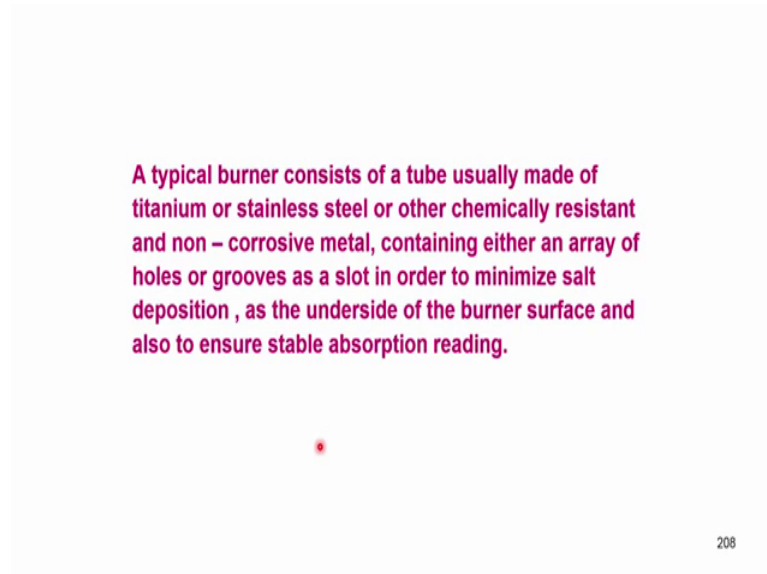 A typical burner consists of a tube usually made of
titanium or stainless steel or other chemically resistant
and non – corrosive metal, containing either an array of
holes or grooves as a slot in order to minimize salt
deposition , as the underside of the burner surface and
also to ensure stable absorption reading.
208